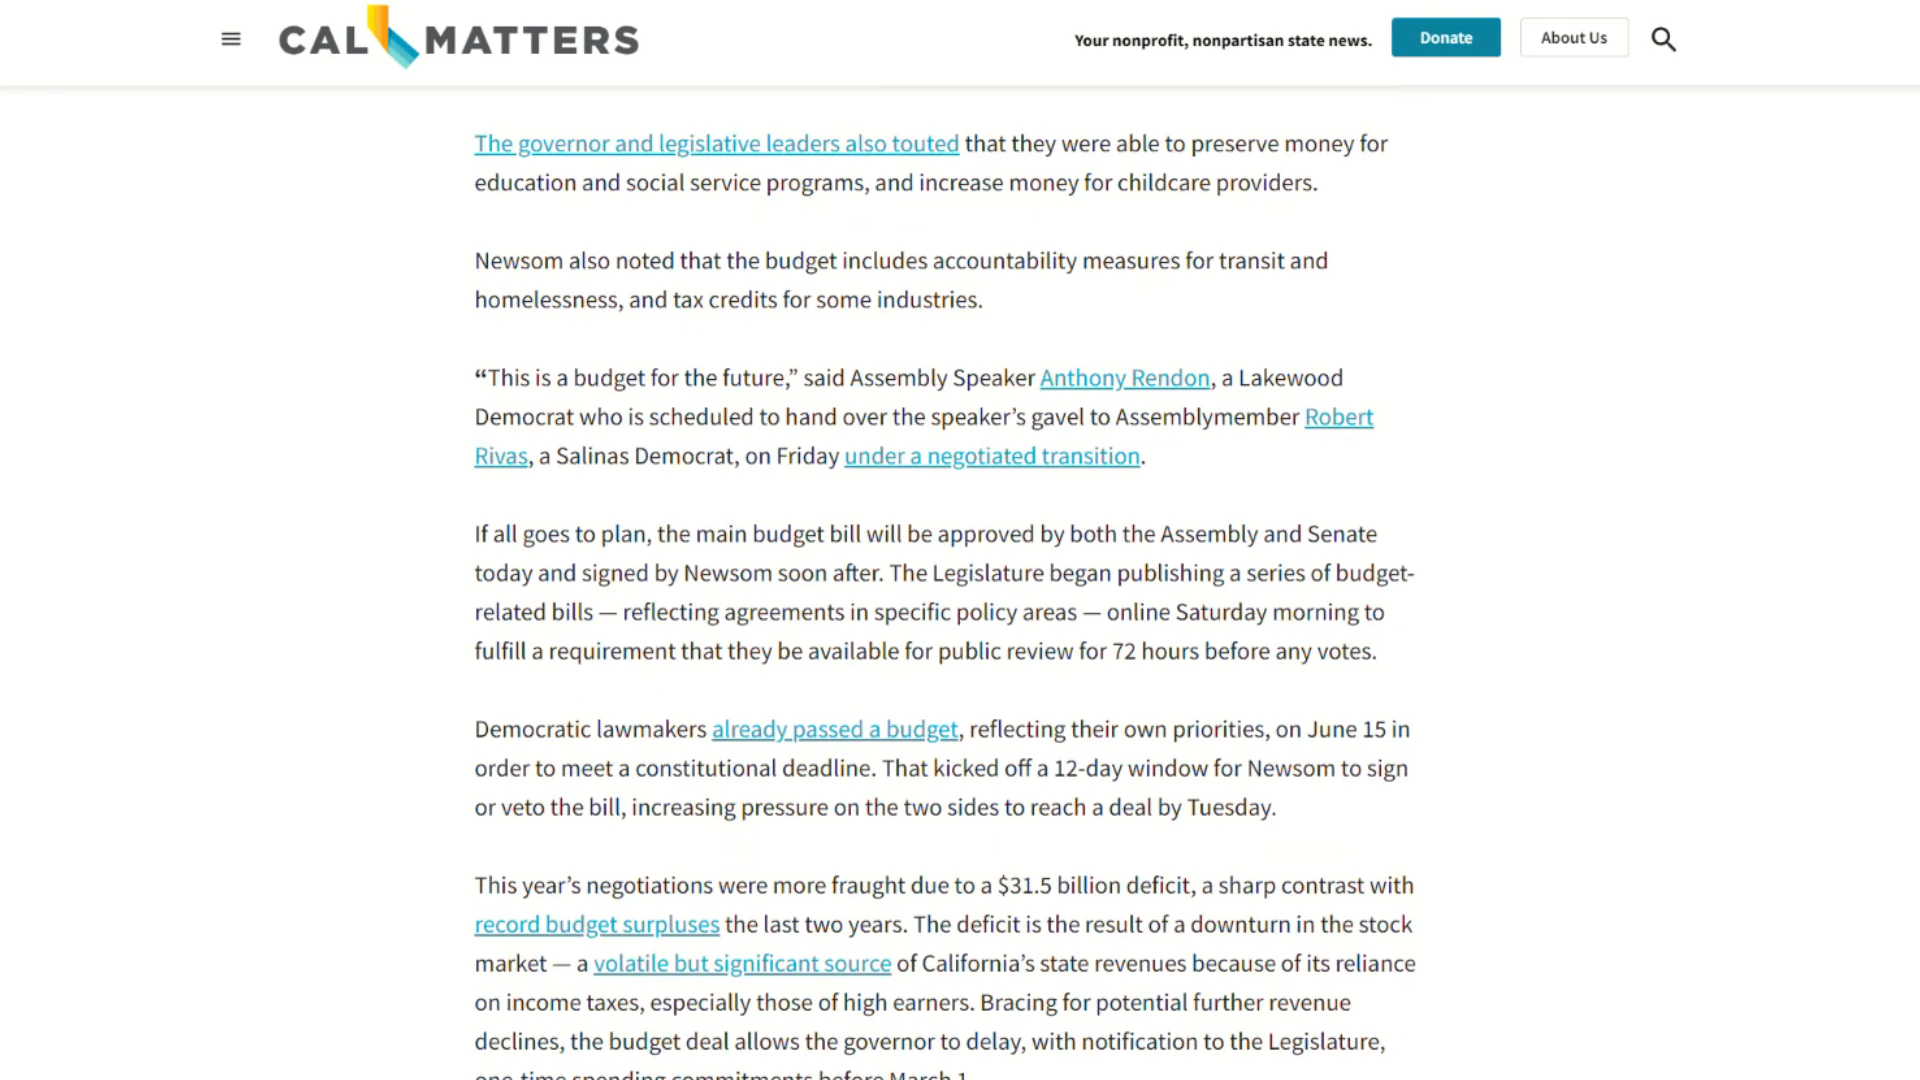 CAL MATTERS
Your nonprofit, nonpartisan state news.
Donate
About Us
The governor and legislative leaders also touted that they were able to preserve money for
education and social service programs, and increase money for childcare providers.
Newsom also noted that the budget includes accountability measures for transit and
homelessness, and tax credits for some industries.
“This is a budget for the future,” said Assembly Speaker Anthony Rendon, a Lakewood
Democrat who is scheduled to hand over the speaker’s gavel to Assemblymember Robert
Rivas, a Salinas Democrat, on Friday under a negotiated transition.
If all goes to plan, the main budget bill will be approved by both the Assembly and Senate
today and signed by Newsom soon after. The Legislature began publishing a series of budget-
related bills — reflecting agreements in specific policy areas — online Saturday morning to
fulfill a requirement that they be available for public review for 72 hours before any votes.
Democratic lawmakers already passed a budget, reflecting their own priorities, on June 15 in
order to meet a constitutional deadline. That kicked off a 12-day window for Newsom to sign
or veto the bill, increasing pressure on the two sides to reach a deal by Tuesday.
This year’s negotiations were more fraught due to a $31.5 billion deficit, a sharp contrast with
record budget surpluses the last two years. The deficit is the result of a downturn in the stock
market — a volatile but significant source of California’s state revenues because of its reliance
on income taxes, especially those of high earners. Bracing for potential further revenue
declines, the budget deal allows the governor to delay, with notification to the Legislature,
one-time spending commitments before March 1.